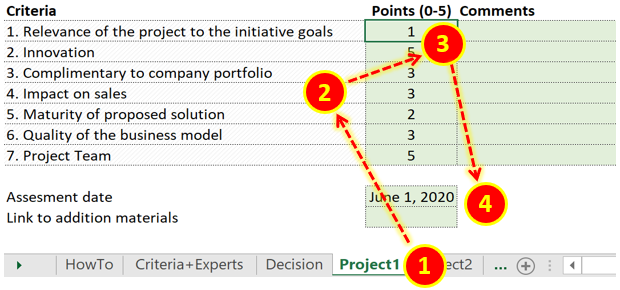 Criteria Points (0-5) Comments
1. Relevance of the project to the initiative goals 1
2. Innovation 5
3. Complimentary to company portfolio 3
4. Impact on sales 3
5. Maturity of proposed solution 2
6. Quality of the business model 3
7. Project Team 5
Assesment date June 1, 2020
Link to addition materials
HowTo Criteria+Experts Decision Project1 ect2 ...
3
2
4
1